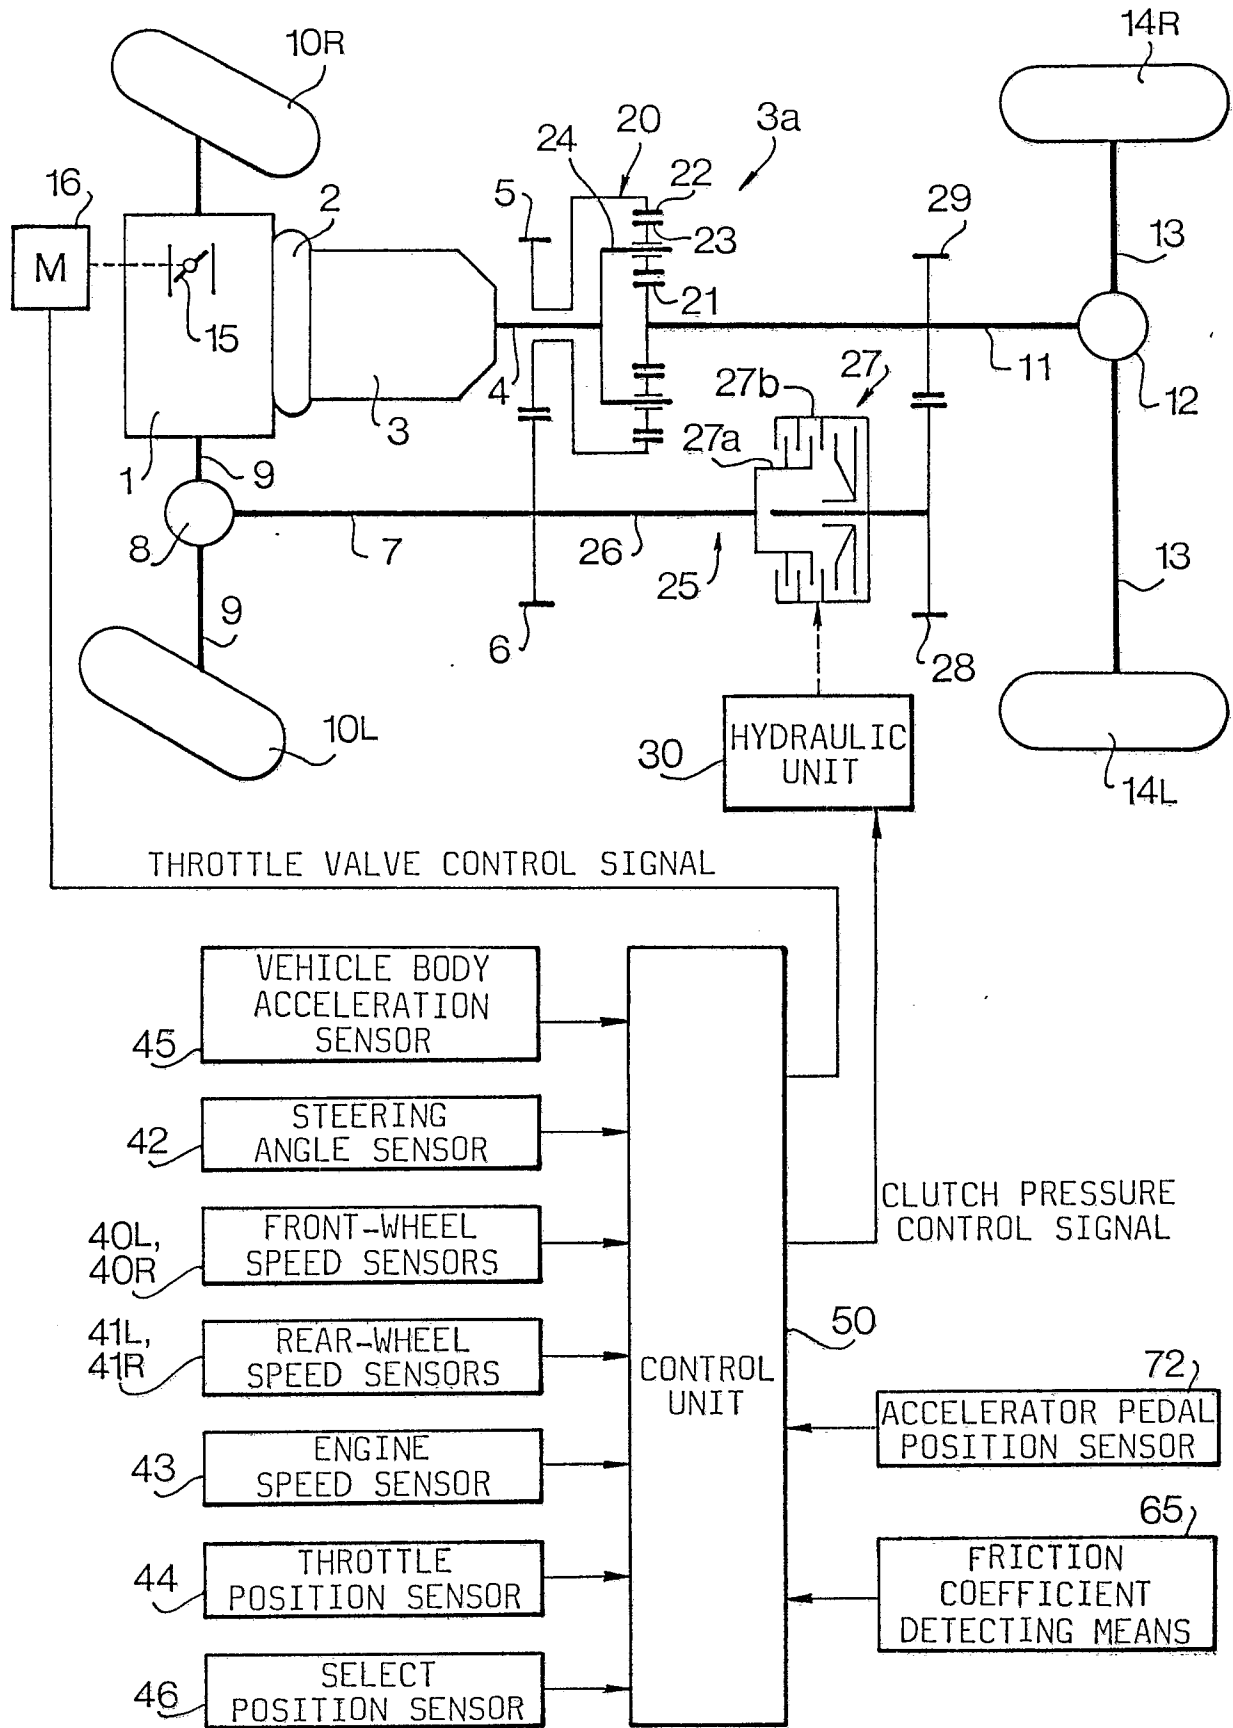 10R
14R
3a
20
24
22
16
2
5
23
29
13
M
21
15
4
11
27
12
27b
3
27a
1
9
8
7
26
25
13
9
6
28
10L
30
HYDRAULIC
UNIT
14L
THROTTLE VALVE CONTROL SIGNAL
VEHICLE BODY
ACCELERATION
SENSOR
45
STEERING
ANGLE SENSOR
42
CLUTCH PRESSURE
CONTROL SIGNAL
FRONT-WHEEL
SPEED SENSORS
40L,
40R
REAR-WHEEL
SPEED SENSORS
41L,
41R
50
CONTROL
UNIT
72
ACCELERATOR PEDAL
POSITION SENSOR
ENGINE
SPEED SENSOR
43
65
FRICTION
COEFFICIENT
DETECTING MEANS
THROTTLE
POSITION SENSOR
44
SELECT
POSITION SENSOR
46